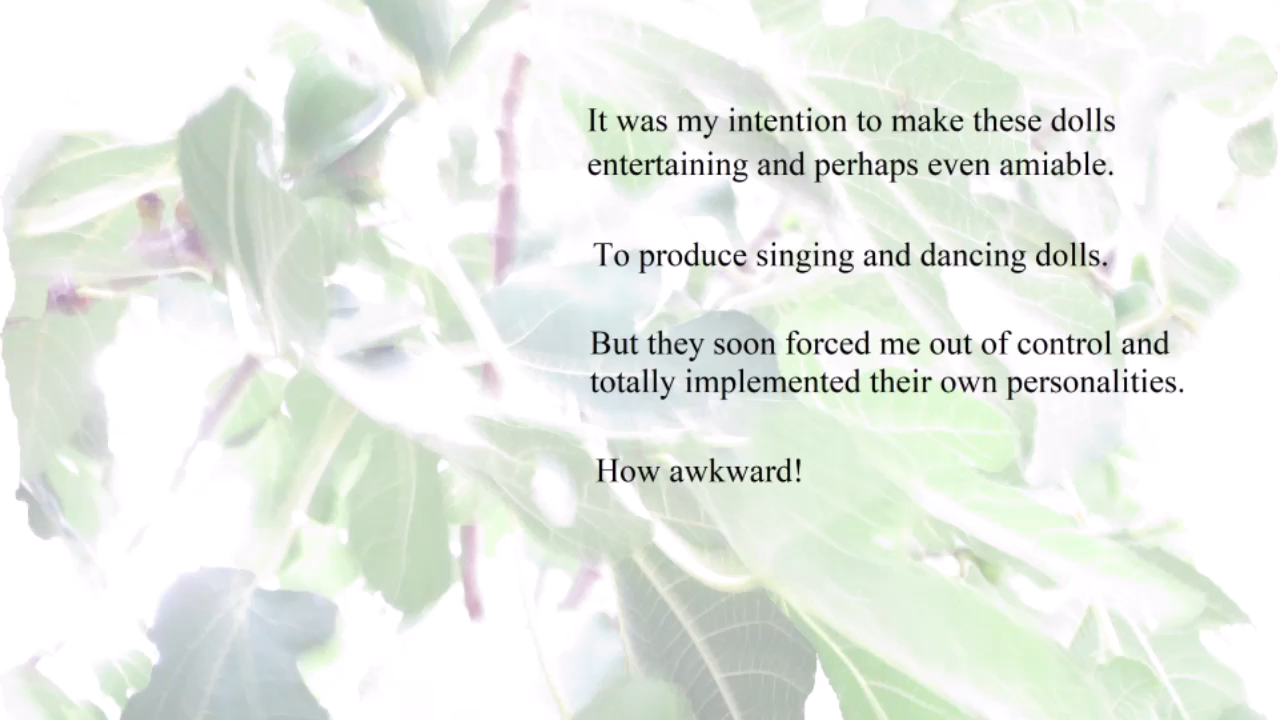 It was my intention to make these dolls
entertaining and perhaps even amiable.
To produce singing and dancing dolls.
But they soon forced me out of control and
totally implemented their own personalities.
How awkward!